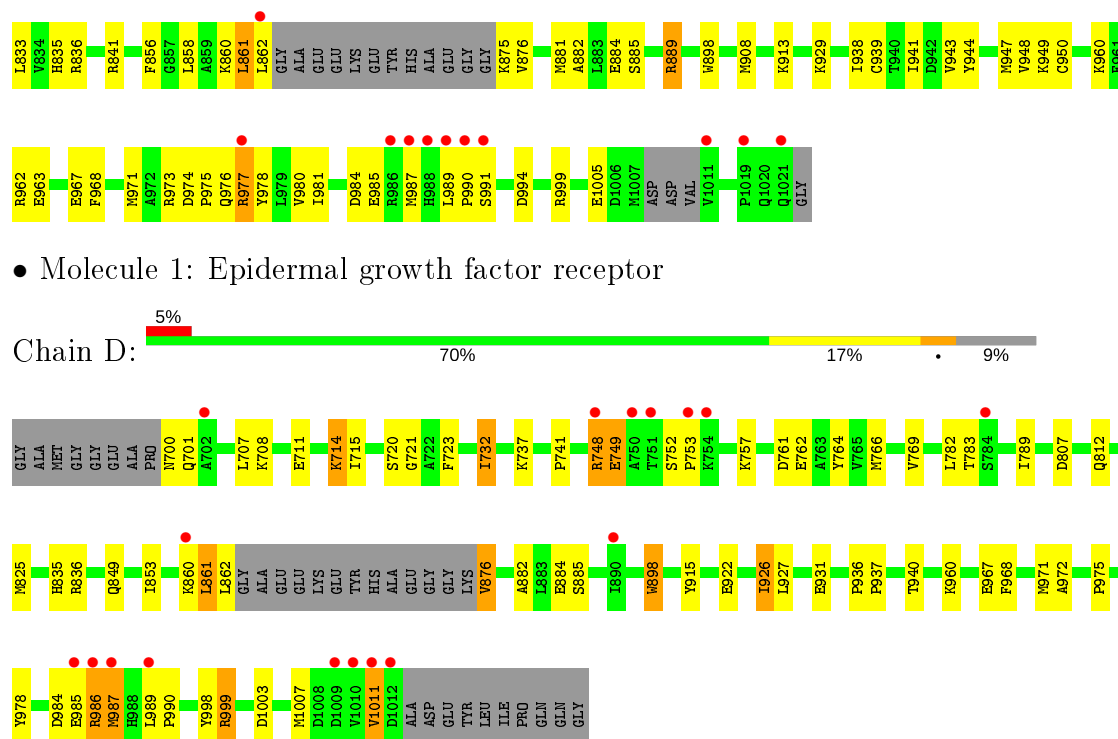 L833 V834 H835 R836 R841 F856 G857 L858 A859 K860 L861 L862 GLY ALA GLU GLU LYS GLU TYR HIS ALA GLU GLY GLY K875 V876 M881 A882 L883 E884 S885 R889 W898 M908 K913 K929 I938 C939 T940 I941 D942 V943 Y944 M947 V948 K949 C950 K960 E961
R962 E963 E967 F968 M971 A972 R973 D974 P975 Q976 R977 Y978 L979 V980 I981 D984 E985 R986 M987 H988 L989 P990 S991 D994 R999 E1005 D1006 M1007 ASP ASP VAL V1011 P1019 Q1020 Q1021 GLY
• Molecule 1: Epidermal growth factor receptor
5%
Chain D:
70% 17% • 9%
GLY ALA MET GLY GLY GLU ALA PRO N700 Q701 A702 L707 K708 E711 K714 I715 S720 G721 A722 F723 I732 K737 P741 R748 E749 A750 T751 S752 P753 K754 K757 D761 E762 A763 Y764 V765 M766 V769 L782 T783 S784 I789 D807 Q812
M825 H835 R836 Q849 I853 K860 L861 L862 GLY ALA GLU GLU LYS GLU TYR HIS ALA GLU GLY GLY LYS V876 A882 L883 E884 S885 I890 W898 Y915 E922 I926 L927 E931 P936 P937 T940 K960 E967 F968 M971 A972 P975
Y978 D984 E985 R986 M987 H988 L989 P990 Y998 R999 D1003 M1007 D1008 D1009 V1010 V1011 D1012 ALA ASP GLU TYR LEU ILE PRO GLN GLN GLY